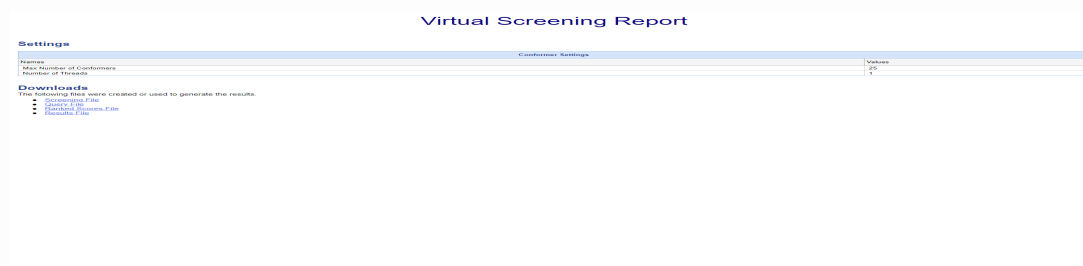 Virtual Screening Report
Settings
Conformer Settings
Names Values
Max Number of Conformers 25
Number of Threads 1
Downloads
The following files were created or used to generate the results.
Screening File
Query File
Ranked Scores File
Results File